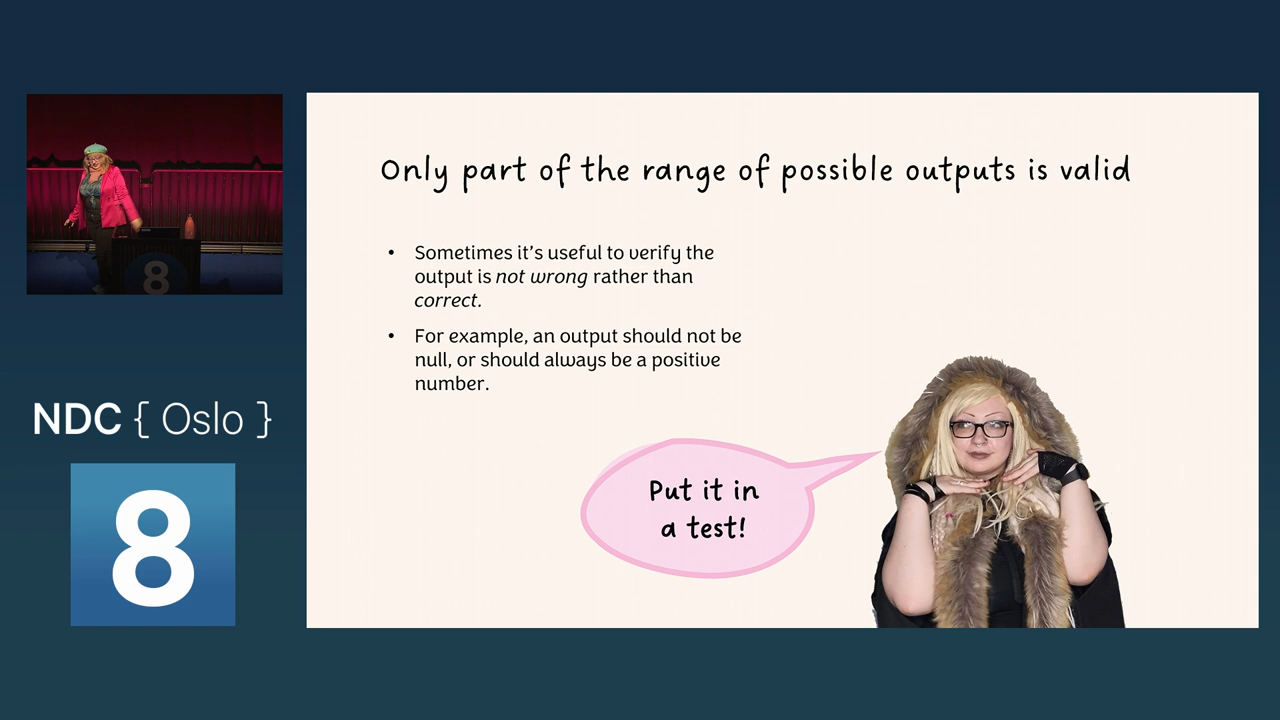 Only part of the range of possible outputs is valid
• Sometimes it's useful to verify the
output is not wrong rather than
correct.
• For example, an output should not be
null, or should always be a positive
number.
Put it in
a test!
8
NDC { Oslo }
8